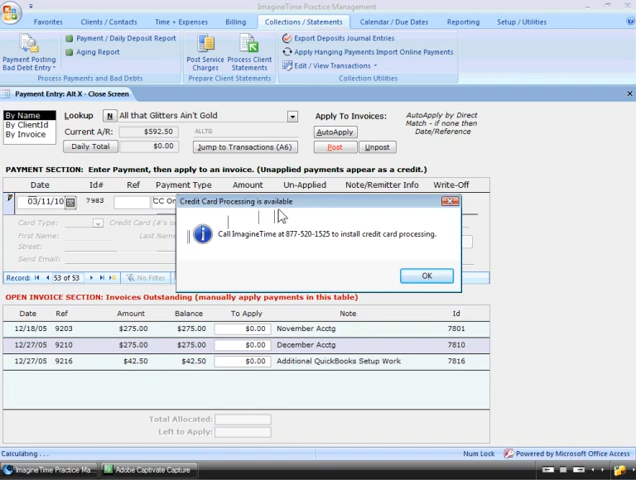 ImagineTime Practice Management
Favorites Clients / Contacts Time + Expenses Billing Collections / Statements Calendar / Due Dates Reporting Setup / Utilities
Payment Posting Bad Debt Entry
Payment / Daily Deposit Report
Aging Report
Process Payments and Bad Debts
Post Service Charges
Process Client Statements
Prepare Client Statements
Export Deposits Journal Entries
Apply Hanging Payments Import Online Payments
Edit / View Transactions
Collection Utilities
Payment Entry: Alt X - Close Screen
By Name
By ClientId
By Invoice
Lookup N All that Glitters Ain't Gold
Current A/R: $592.50 ALLTG
Daily Total $0.00 Jump to Transactions (A6)
Apply To Invoices:
AutoApply
Post Unpost
AutoApply by Direct
Match - if none then
Date/Reference
PAYMENT SECTION: Enter Payment, then apply to an invoice. (Unapplied payments appear as a credit.)
Date Id# Ref Payment Type Amount Un-Applied Note/Remitter Info Write-Off
03/11/10 7983 CC On
Card Type: Credit Card (#'s o
First Name: Last Nam
Street:
Send Email:
Record: 53 of 53 No Filter
Credit Card Processing is available
Call ImagineTime at 877-520-1525 to install credit card processing.
OK
OPEN INVOICE SECTION: Invoices Outstanding (manually apply payments in this table)
Date Ref Amount Balance To Apply Note Id
12/18/05 9203 $275.00 $275.00 $0.00 November Acctg 7801
12/27/05 9210 $275.00 $275.00 $0.00 December Acctg 7810
12/27/05 9216 $42.50 $42.50 $0.00 Additional QuickBooks Setup Work 7816
Total Allocated:
Left to Apply:
Calculating ... Num Lock Powered by Microsoft Office Access
ImagineTime Practice Ma... Adobe Captivate Capture